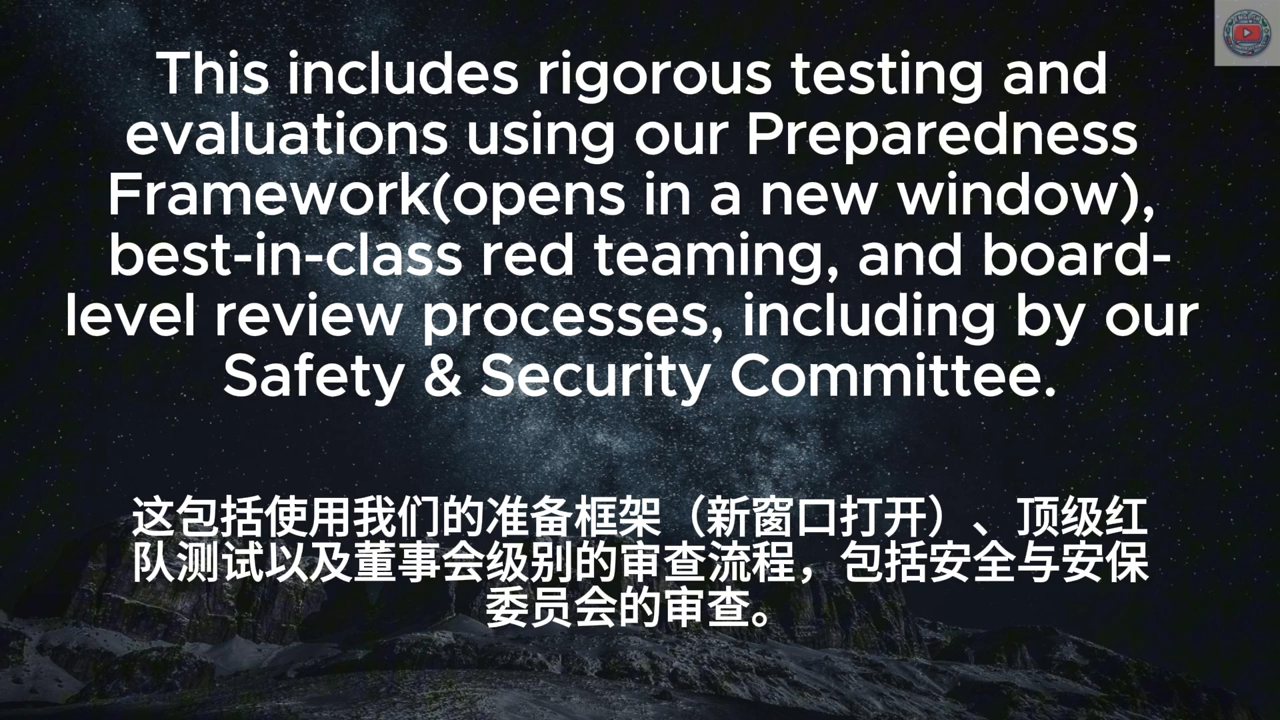 This includes rigorous testing and
evaluations using our Preparedness
Framework(opens in a new window),
best-in-class red teaming, and board-
level review processes, including by our
Safety & Security Committee.
这包括使用我们的准备框架（新窗口打开）、顶级红
队测试以及董事会级别的审查流程，包括安全与安保
委员会的审查。